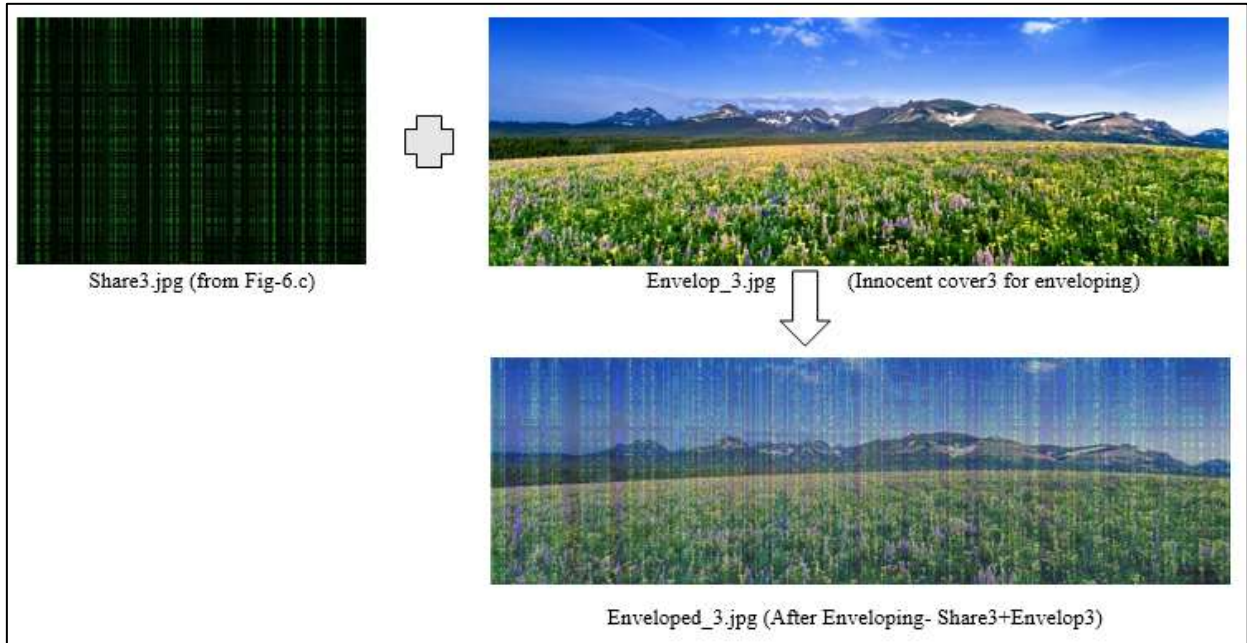 Share3.jpg (from Fig-6.c)
Envelop_3.jpg (Innocent cover3 for enveloping)
Enveloped_3.jpg (After Enveloping- Share3+Envelop3)